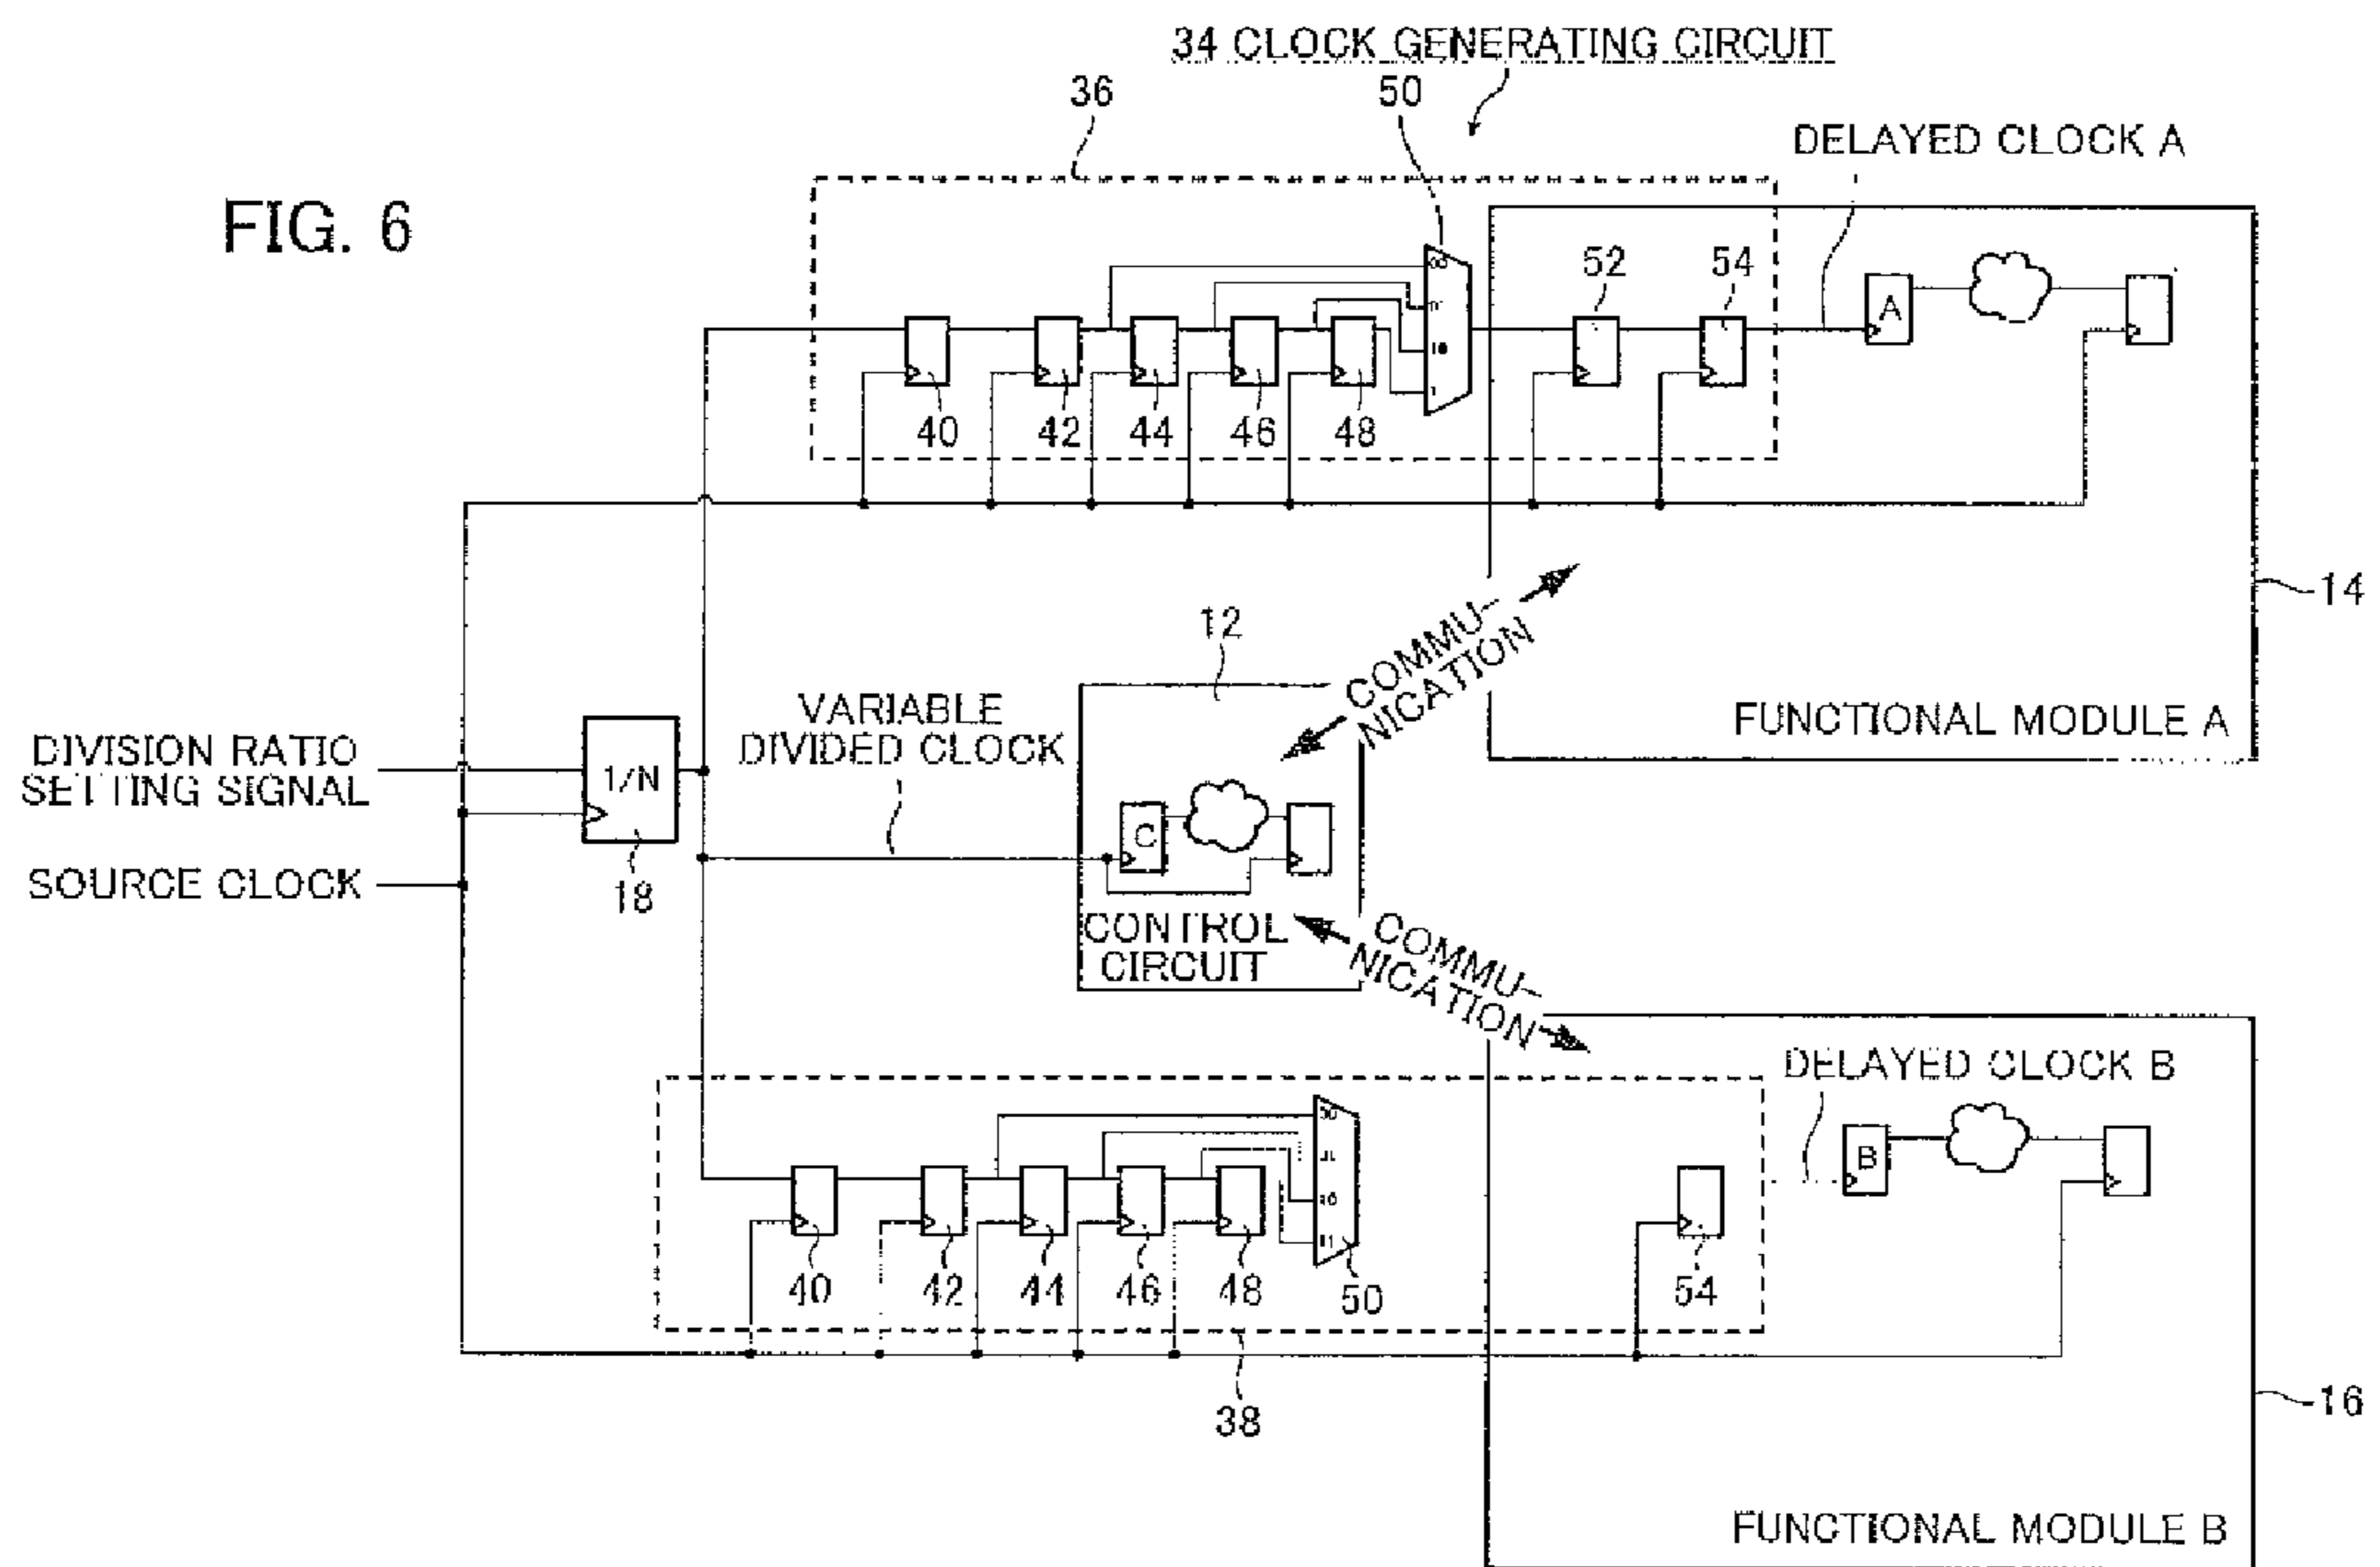 34 CLOCK GENERATING CIRCUIT
36
50
DELAYED CLOCK A
FIG. 6
52
54
A
40
42
44
46
48
10
14
12
COMMU-
NICATION
FUNCTIONAL MODULE A
VARIABLE
DIVIDED CLOCK
DIVISION RATIO
SETTING SIGNAL
1/N
18
SOURCE CLOCK
C
CONTROL
CIRCUIT
COMMU-
NICATION
DELAYED CLOCK B
B
40
42
44
46
48
50
54
38
16
FUNCTIONAL MODULE B